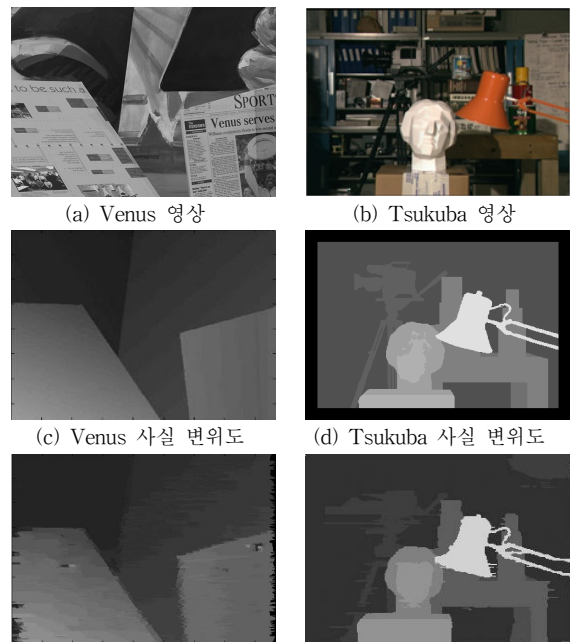 to be such a
SPORT
Venus serves
(a) Venus 영상
(b) Tsukuba 영상
(c) Venus 사실 변위도
(d) Tsukuba 사실 변위도